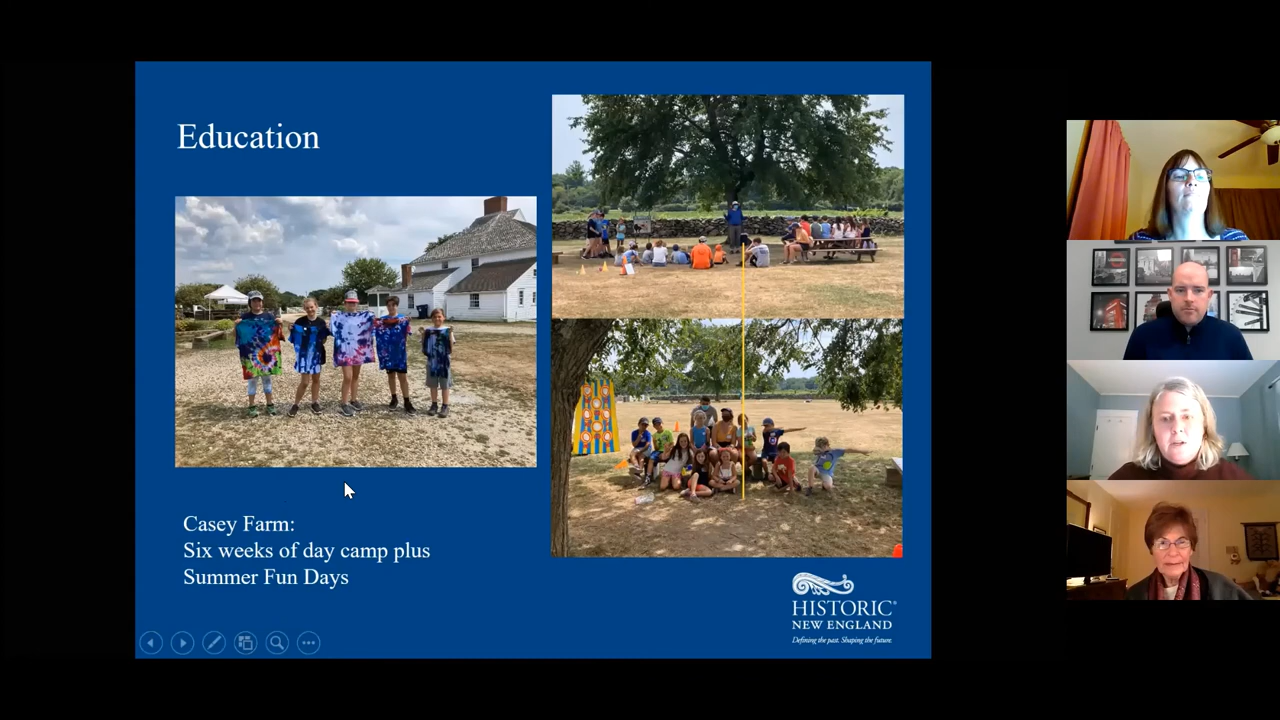 Education
Casey Farm:
Six weeks of day camp plus
Summer Fun Days
HISTORIC®
NEW ENGLAND
Defining the past. Shaping the future.